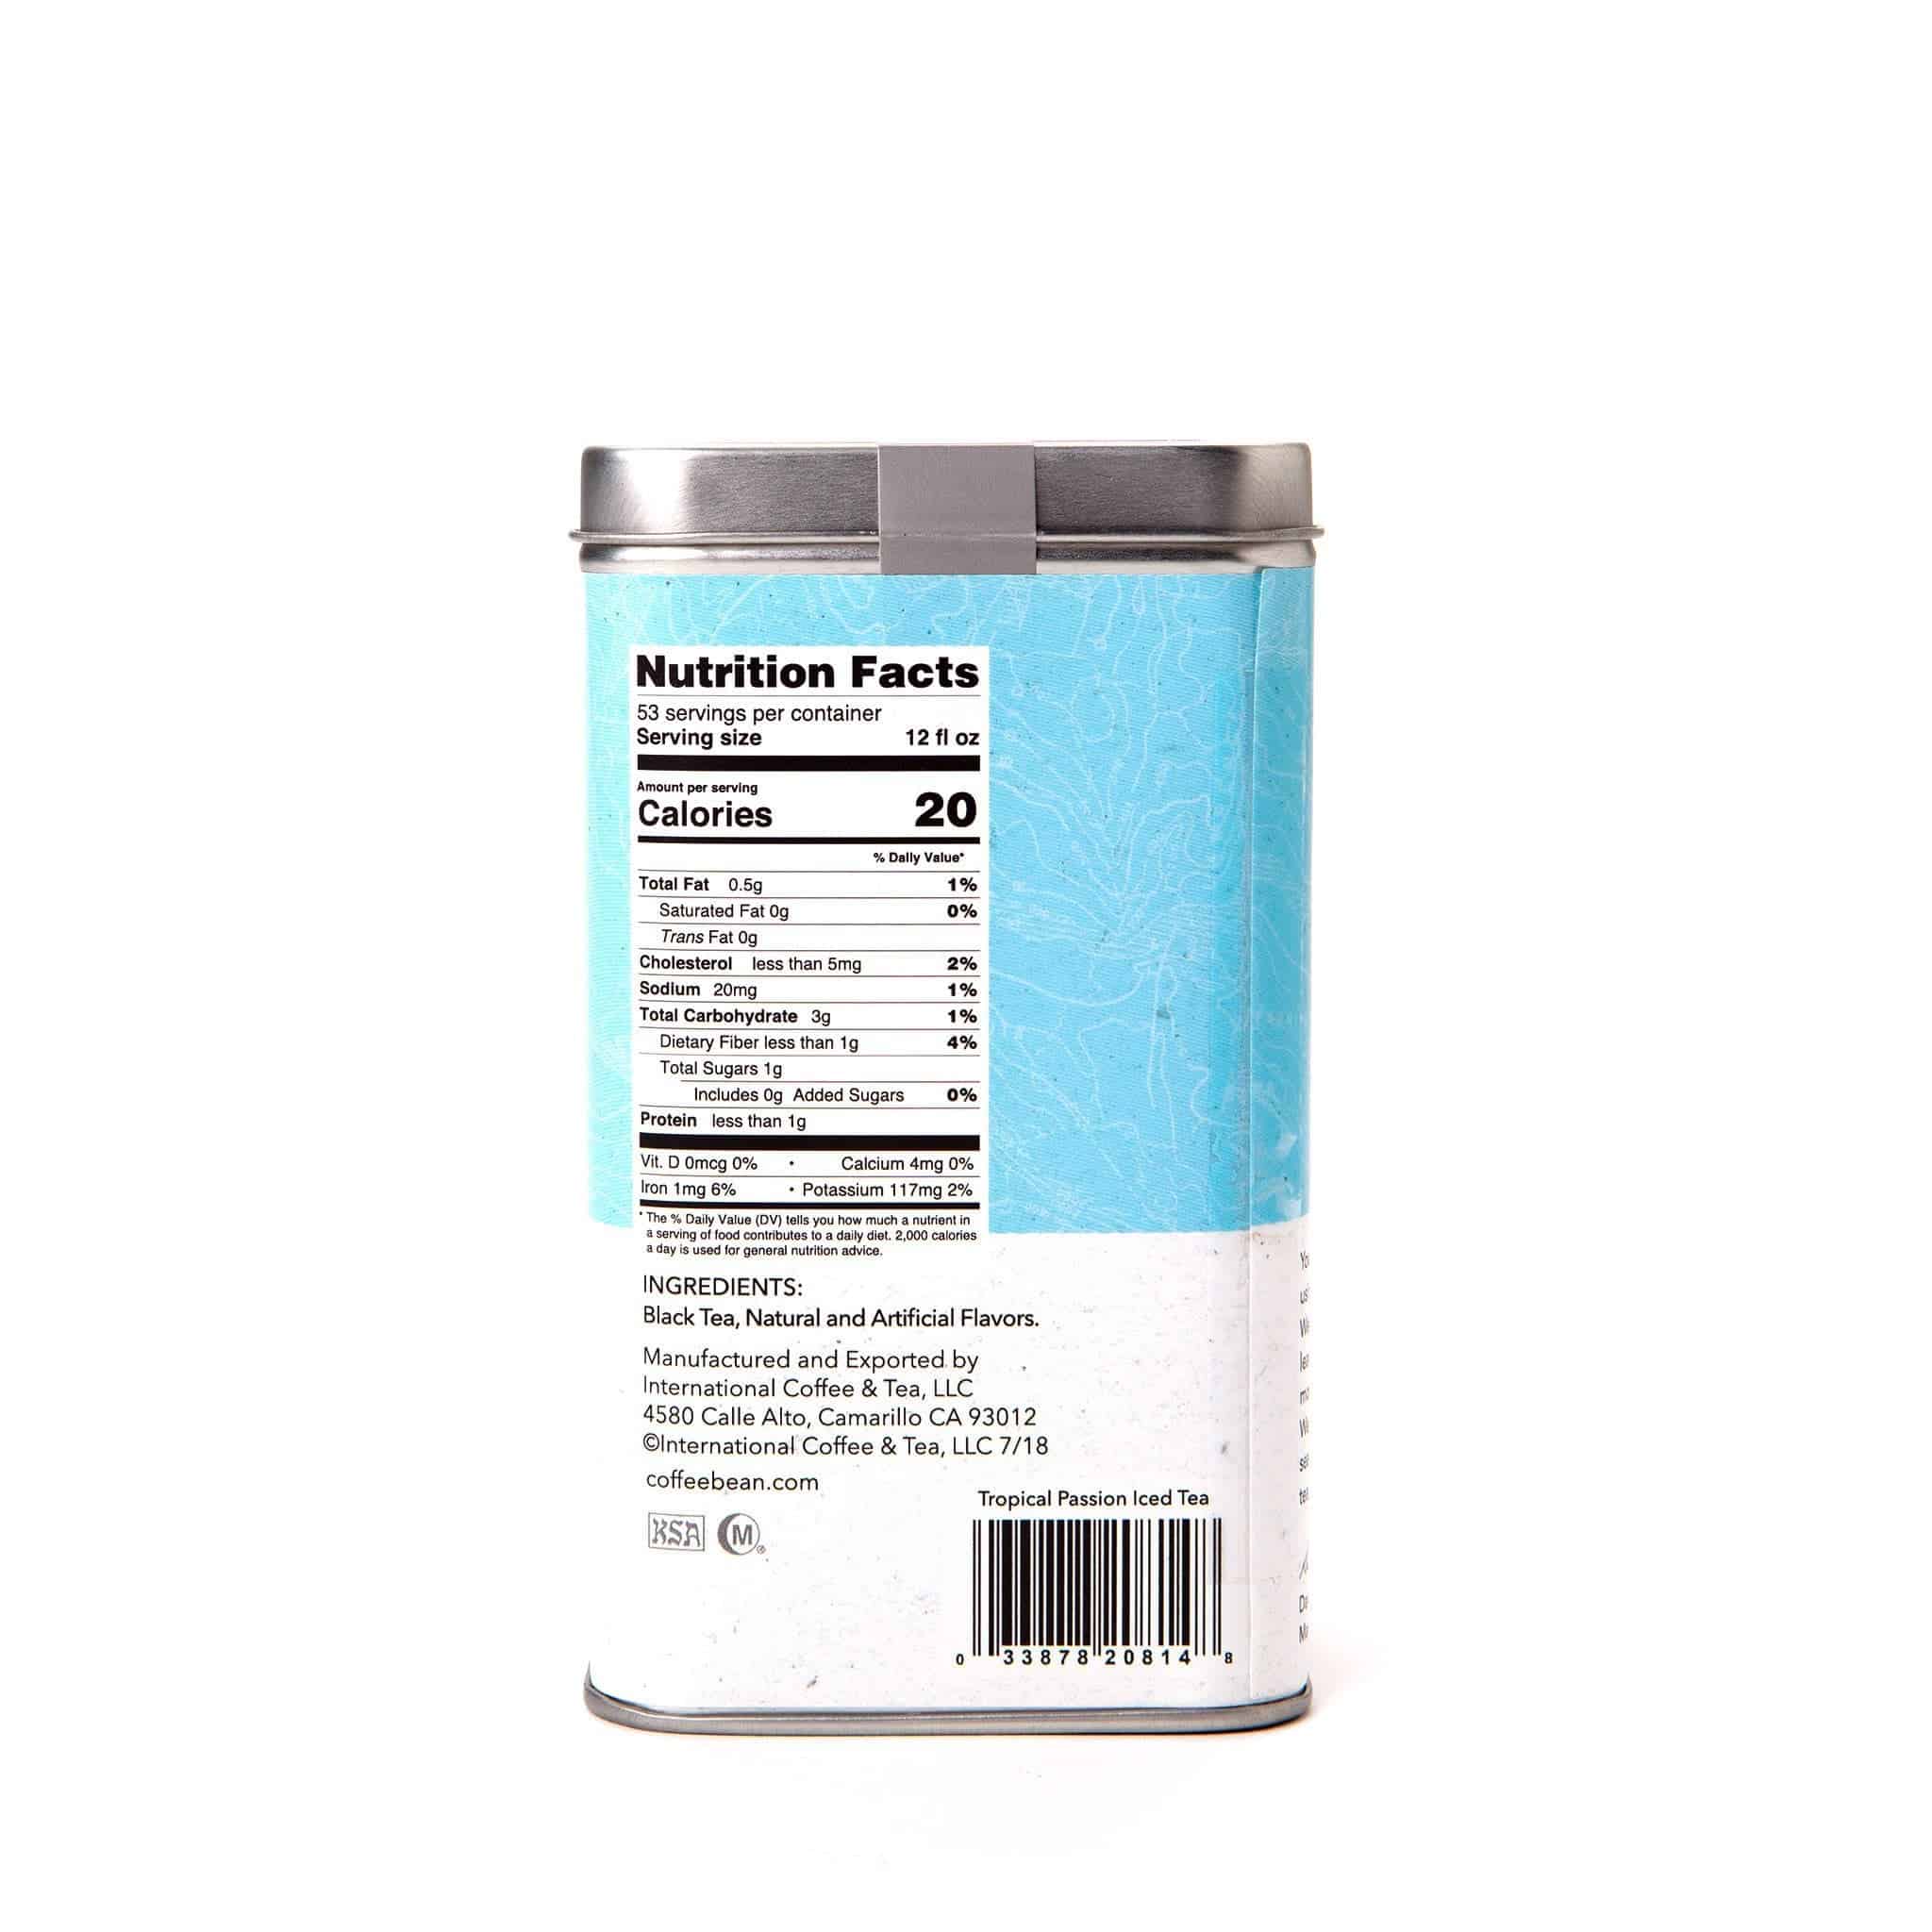 Nutrition Facts
53 servings per container
Serving size 12 fl oz
Amount per serving
Calories 20
% Daily Value*
Total Fat 0.5g 1%
Saturated Fat 0g 0%
Trans Fat 0g
Cholesterol less than 5mg 2%
Sodium 20mg 1%
Total Carbohydrate 3g 1%
Dietary Fiber less than 1g 4%
Total Sugars 1g
Includes 0g Added Sugars 0%
Protein less than 1g
Vit. D 0mcg 0% • Calcium 4mg 0%
Iron 1mg 6% • Potassium 117mg 2%
* The % Daily Value (DV) tells you how much a nutrient in
a serving of food contributes to a daily diet. 2,000 calories
a day is used for general nutrition advice.
INGREDIENTS:
Black Tea, Natural and Artificial Flavors.
Manufactured and Exported by
International Coffee & Tea, LLC
4580 Calle Alto, Camarillo CA 93012
©International Coffee & Tea, LLC 7/18
coffeebean.com
KSA M®
Tropical Passion Iced Tea
0 33878 20814 8